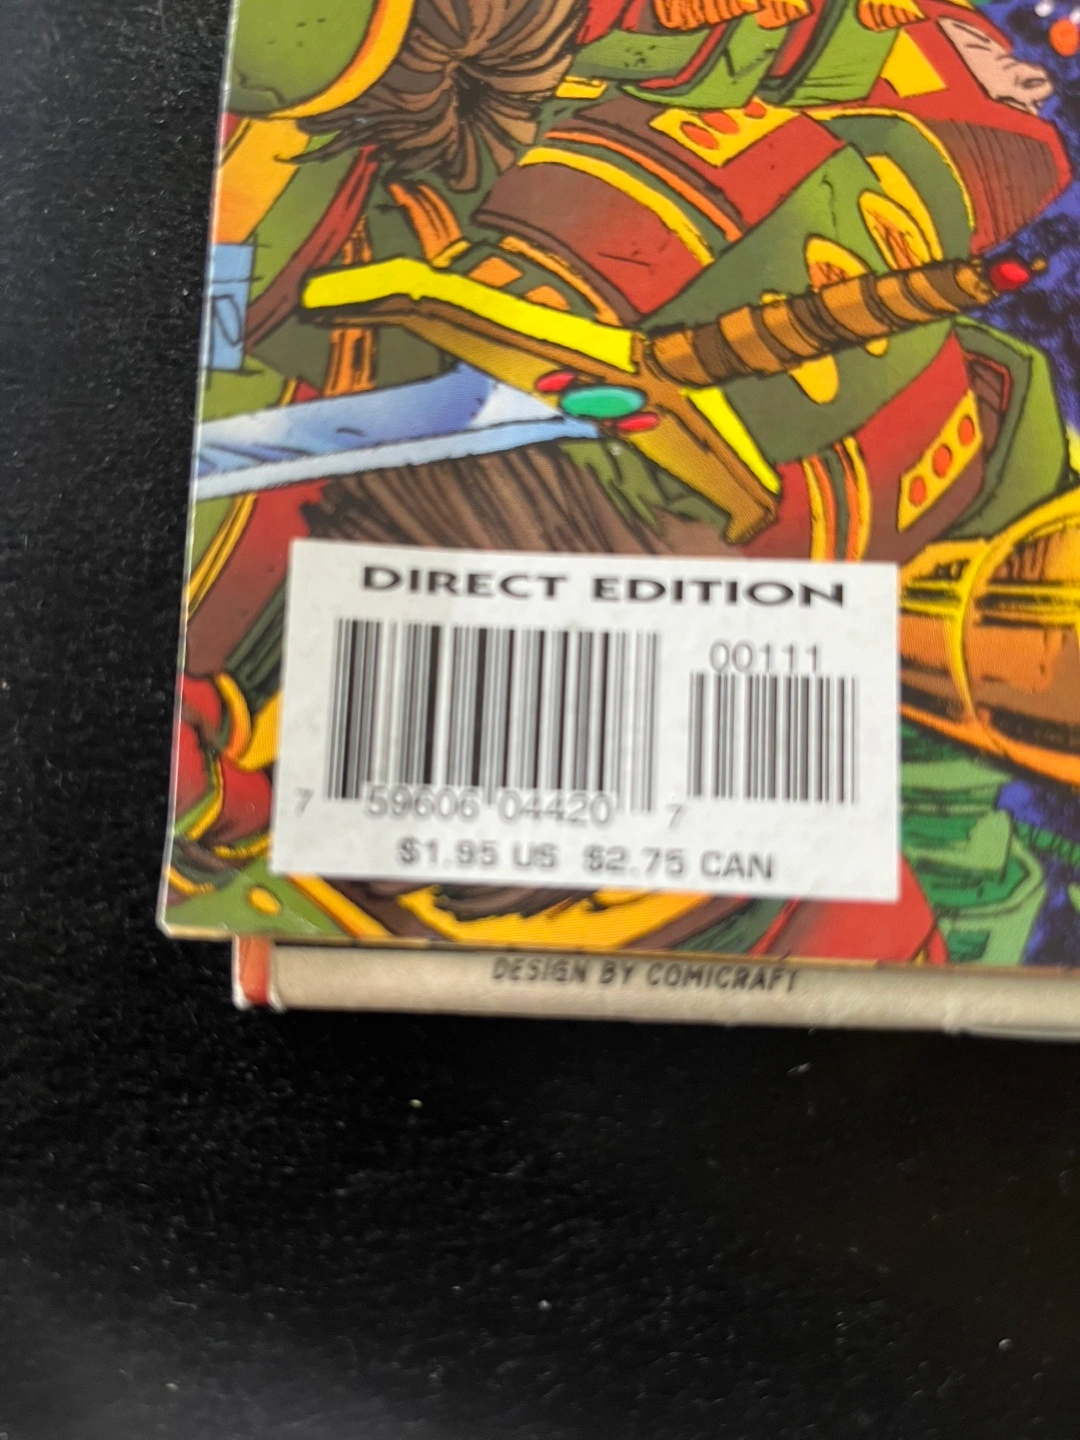 DIRECT EDITION
00111
7 59606 04420 7
$1.95 US $2.75 CAN
DESIGN BY COMICRAFT